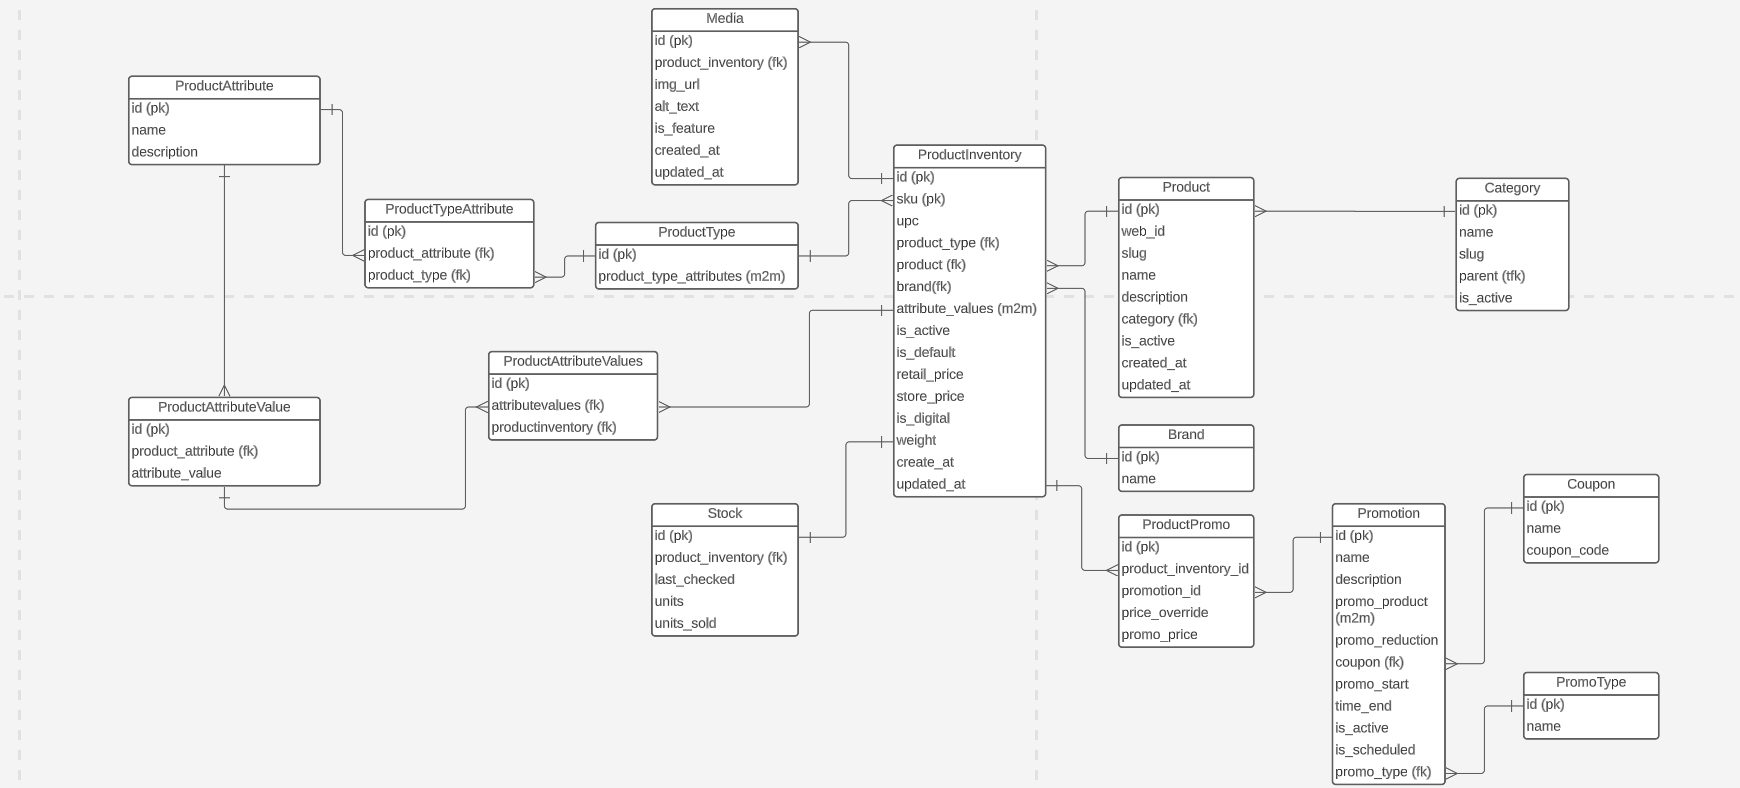 Media
id (pk)
product_inventory (fk)
img_url
alt_text
is_feature
created_at
updated_at
ProductAttribute
id (pk)
name
description
ProductTypeAttribute
id (pk)
product_attribute (fk)
product_type (fk)
ProductType
id (pk)
product_type_attributes (m2m)
ProductInventory
id (pk)
sku (pk)
upc
product_type (fk)
product (fk)
brand(fk)
attribute_values (m2m)
is_active
is_default
retail_price
store_price
is_digital
weight
create_at
updated_at
Product
id (pk)
web_id
slug
name
description
category (fk)
is_active
created_at
updated_at
Category
id (pk)
name
slug
parent (tfk)
is_active
ProductAttributeValues
id (pk)
attributevalues (fk)
productinventory (fk)
ProductAttributeValue
id (pk)
product_attribute (fk)
attribute_value
Brand
id (pk)
name
Stock
id (pk)
product_inventory (fk)
last_checked
units
units_sold
ProductPromo
id (pk)
product_inventory_id
promotion_id
price_override
promo_price
Promotion
id (pk)
name
description
promo_product
(m2m)
promo_reduction
coupon (fk)
promo_start
time_end
is_active
is_scheduled
promo_type (fk)
Coupon
id (pk)
name
coupon_code
PromoType
id (pk)
name